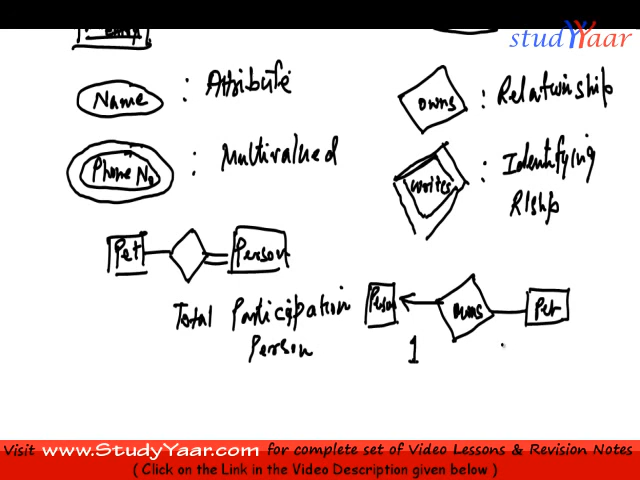 studYYaar
Name : Attribute
owns : Relationship
Phone No : Multivalued
writes : Identifying
Rlship
Pet Person
Total Participation
Person
Person owns Pet
1
Visit www.StudyYaar.com for complete set of Video Lessons & Revision Notes
( Click on the Link in the Video Description given below )